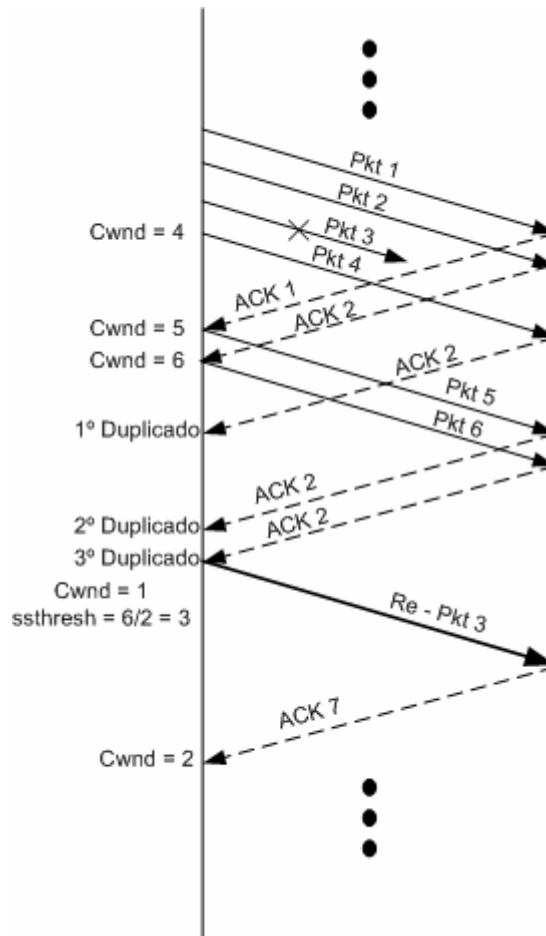 Pkt 1
Pkt 2
Pkt 3
Cwnd = 4
Pkt 4
ACK 1
ACK 2
Cwnd = 5
Cwnd = 6
ACK 2
Pkt 5
Pkt 6
1º Duplicado
ACK 2
2º Duplicado
ACK 2
3º Duplicado
Cwnd = 1
ssthresh = 6/2 = 3
Re - Pkt 3
ACK 7
Cwnd = 2